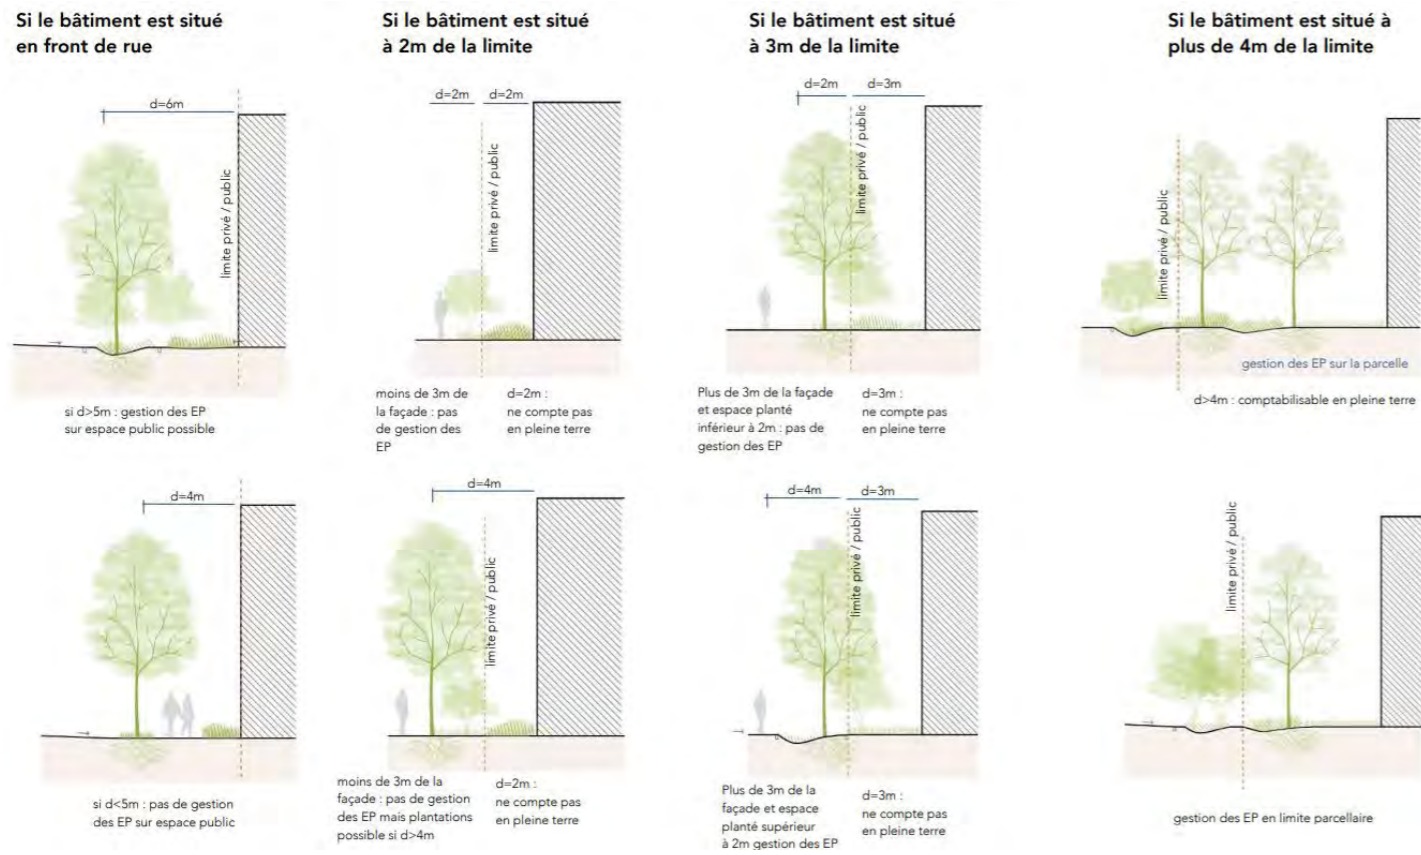 Si le bâtiment est situé
en front de rue
Si le bâtiment est situé
à 2m de la limite
Si le bâtiment est situé
à 3m de la limite
Si le bâtiment est situé à
plus de 4m de la limite
d=6m
limite privé / public
si d>5m : gestion des EP
sur espace public possible
d=2m
d=2m
limite privé / public
moins de 3m de
la façade : pas
de gestion des
EP
d=2m :
ne compte pas
en pleine terre
d=2m
d=3m
limite privé / public
Plus de 3m de la façade
et espace planté
inférieur à 2m : pas de
gestion des EP
d=3m :
ne compte pas
en pleine terre
limite privé / public
gestion des EP sur la parcelle
d>4m : comptabilisable en pleine terre
d=4m
si d<5m : pas de gestion
des EP sur espace public
d=4m
limite privé / public
moins de 3m de la
façade : pas de gestion
des EP mais plantations
possible si d>4m
d=2m :
ne compte pas
en pleine terre
d=4m
d=3m
limite privé / public
Plus de 3m de la
façade et espace
planté supérieur
à 2m gestion des EP
d=3m :
ne compte pas
en pleine terre
limite privé / public
gestion des EP en limite parcellaire